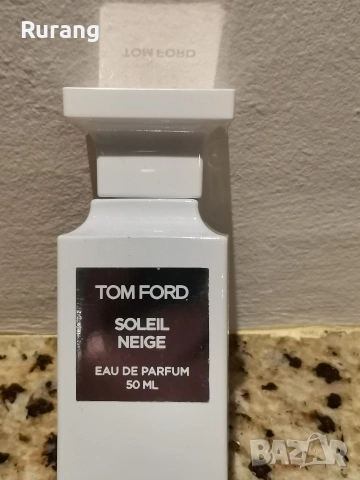 Rurang
TOM FORD
TOM FORD
SOLEIL
NEIGE
EAU DE PARFUM
50 ML
BAZAR